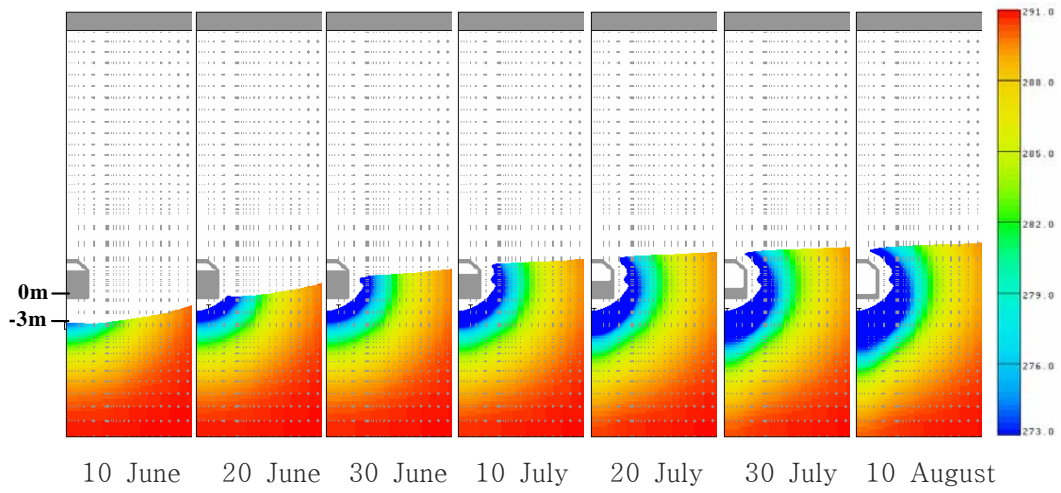 291.0
288.0
285.0
282.0
279.0
276.0
273.0
0m
-3m
10 June
20 June
30 June
10 July
20 July
30 July
10 August